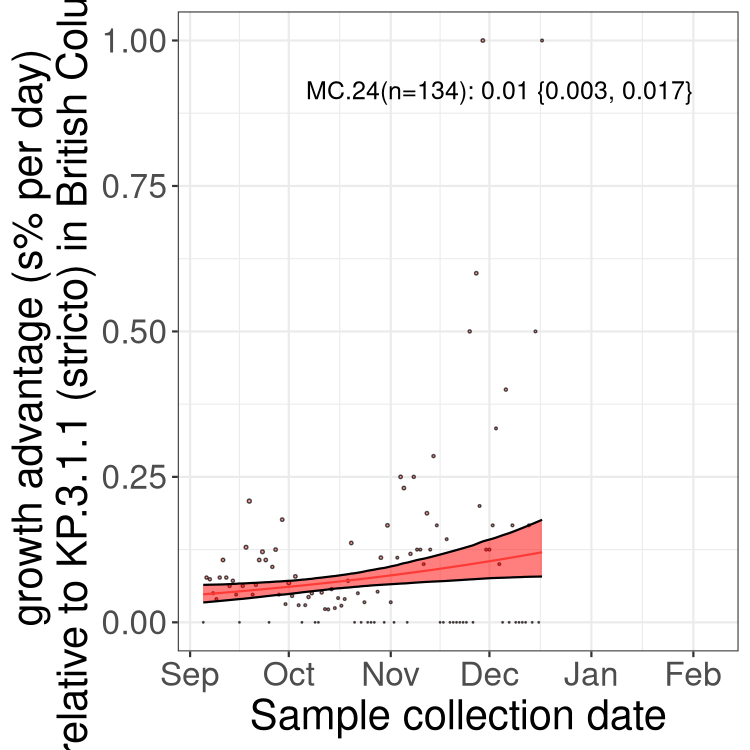 growth advantage (s% per day)
relative to KP.3.1.1 (stricto) in British Colu
1.00
0.75
0.50
0.25
0.00
MC.24(n=134): 0.01 {0.003, 0.017}
Sep Oct Nov Dec Jan Feb
Sample collection date